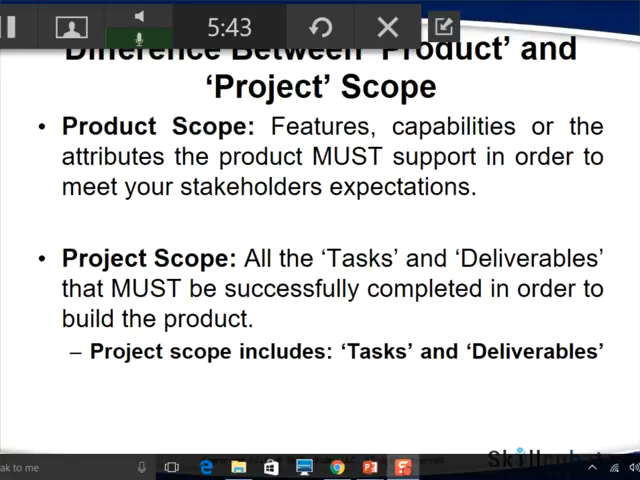 5:43
Difference Between 'Product' and
'Project' Scope
• Product Scope: Features, capabilities or the
attributes the product MUST support in order to
meet your stakeholders expectations.
• Project Scope: All the 'Tasks' and 'Deliverables'
that MUST be successfully completed in order to
build the product.
– Project scope includes: 'Tasks' and 'Deliverables'
to me